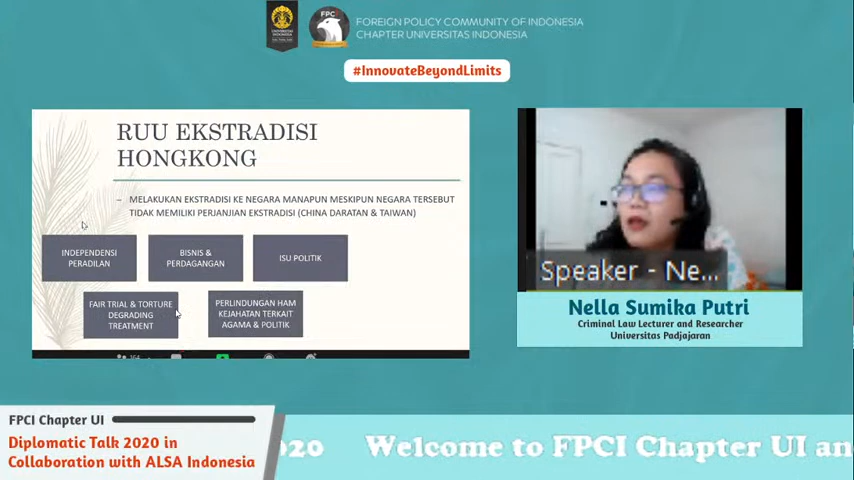 FPCI
FOREIGN POLICY COMMUNITY OF INDONESIA
CHAPTER UNIVERSITAS INDONESIA
#InnovateBeyondLimits
RUU EKSTRADISI
HONGKONG
– MELAKUKAN EKSTRADISI KE NEGARA MANAPUN MESKIPUN NEGARA TERSEBUT
TIDAK MEMILIKI PERJANJIAN EKSTRADISI (CHINA DARATAN & TAIWAN)
INDEPENDENSI
PERADILAN
BISNIS &
PERDAGANGAN
ISU POLITIK
FAIR TRIAL & TORTURE
DEGRADING
TREATMENT
PERLINDUNGAN HAM
KEJAHATAN TERKAIT
AGAMA & POLITIK
Speaker - Ne...
Nella Sumika Putri
Criminal Law Lecturer and Researcher
Universitas Padjajaran
FPCI Chapter UI
Diplomatic Talk 2020 in
Collaboration with ALSA Indonesia
2020 Welcome to FPCI Chapter UI an